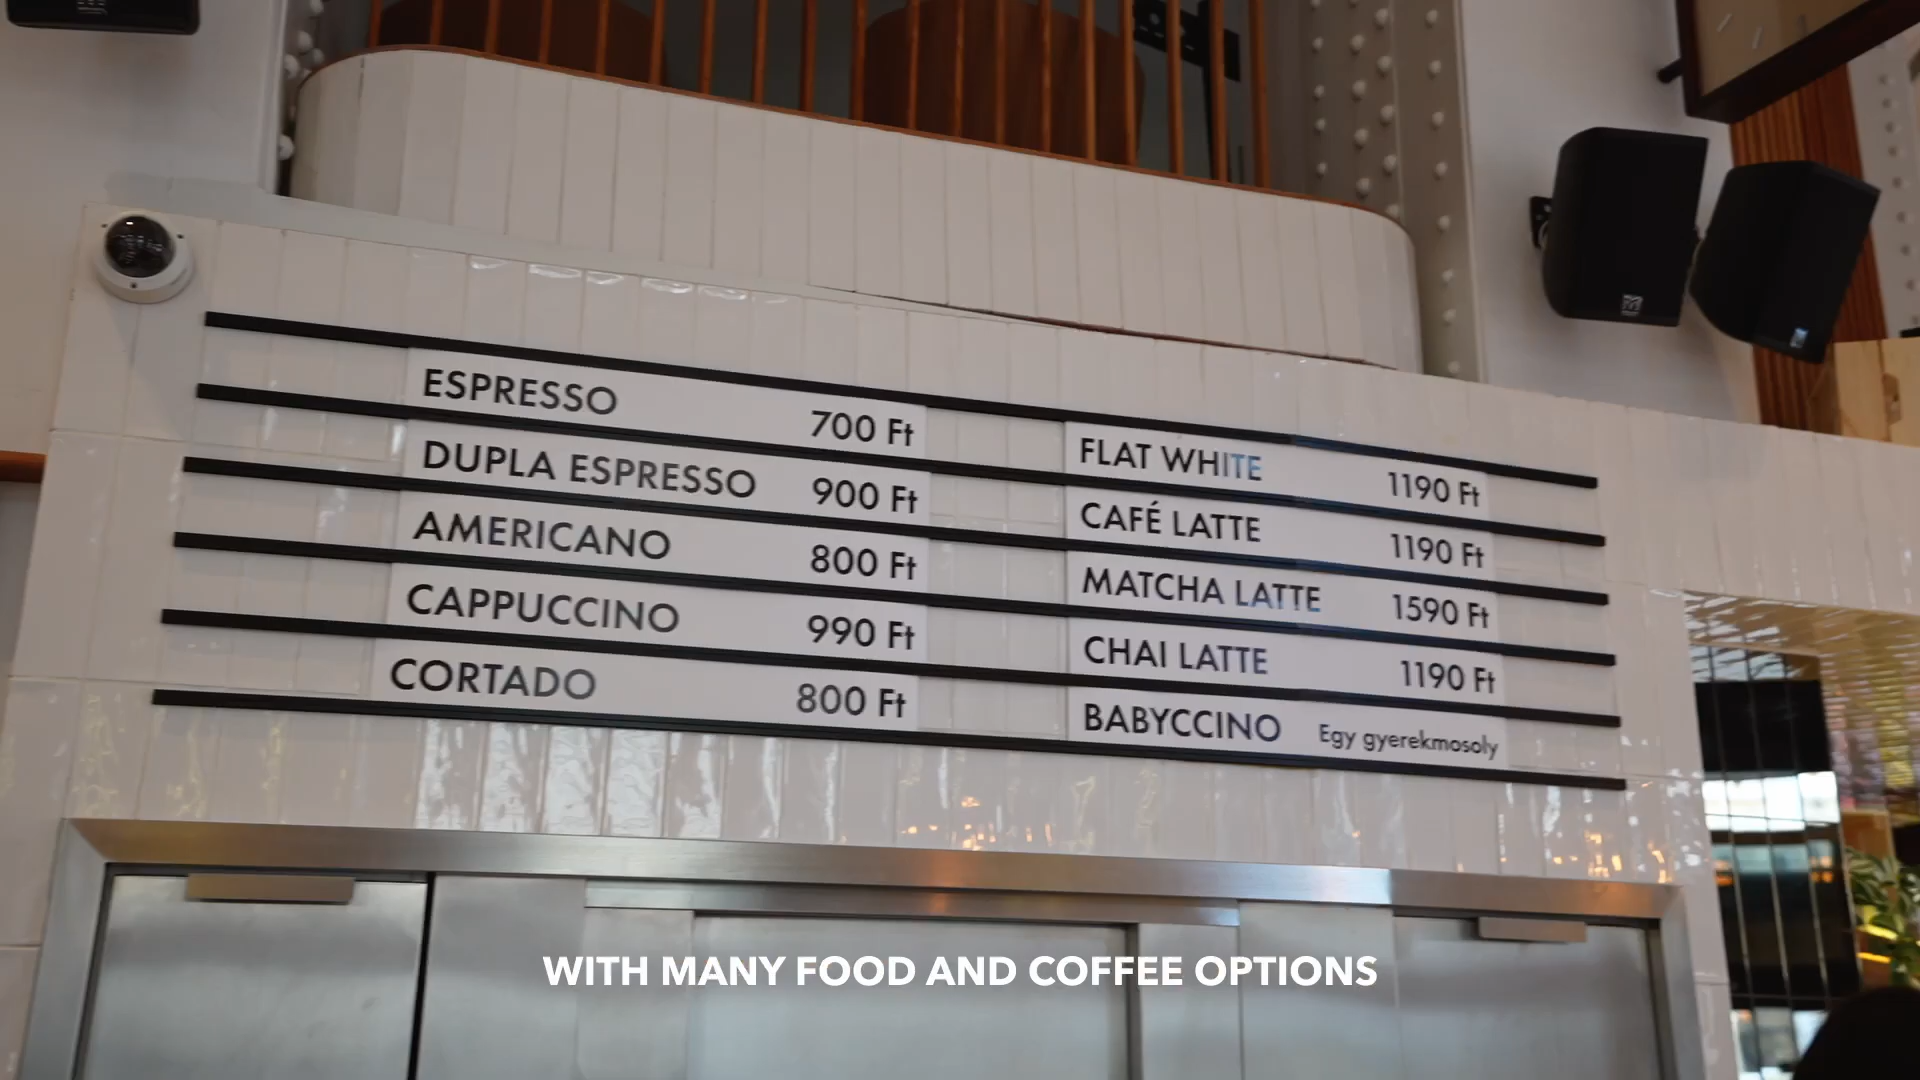 ESPRESSO 700 Ft
DUPLA ESPRESSO 900 Ft
AMERICANO 800 Ft
CAPPUCCINO 990 Ft
CORTADO 800 Ft
FLAT WHITE 1190 Ft
CAFÉ LATTE 1190 Ft
MATCHA LATTE 1590 Ft
CHAI LATTE 1190 Ft
BABYCCINO Egy gyerekmosoly
WITH MANY FOOD AND COFFEE OPTIONS